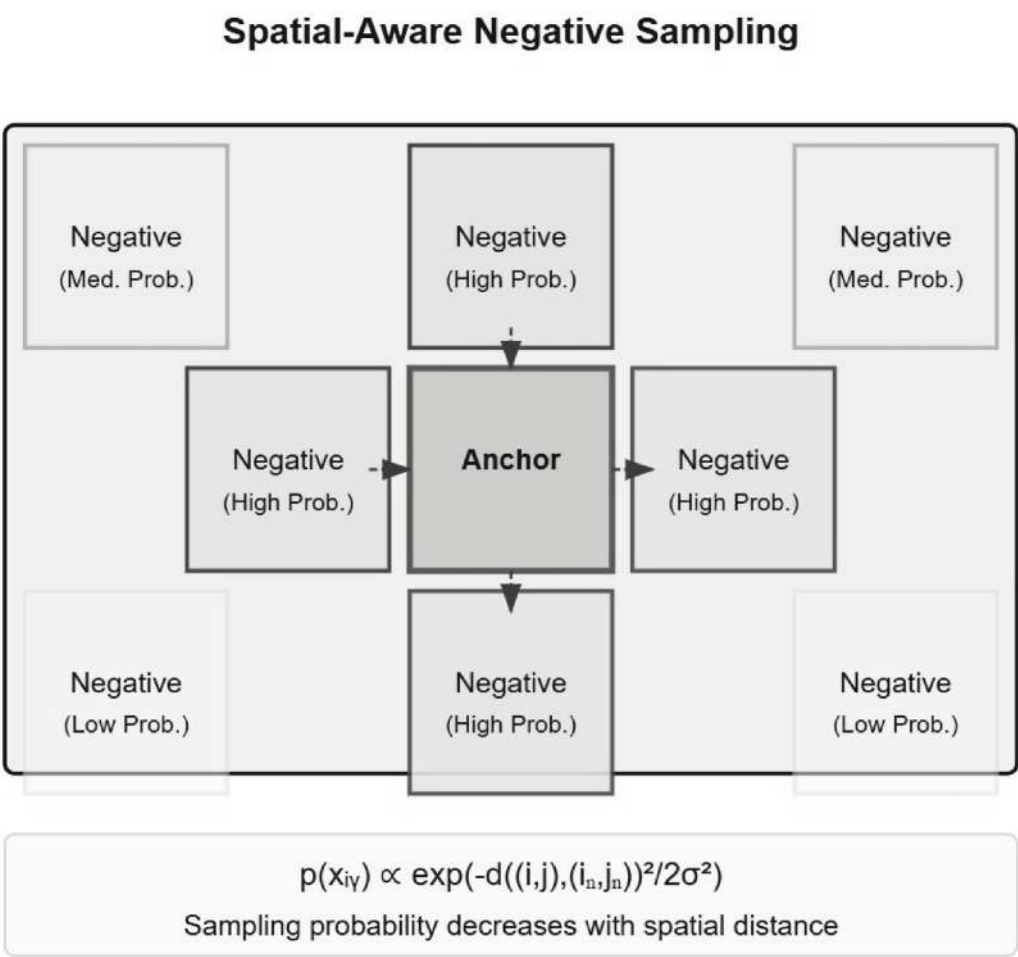 Spatial-Aware Negative Sampling
Negative
(Med. Prob.)
Negative
(High Prob.)
Negative
(Med. Prob.)
Negative
(High Prob.)
Anchor
Negative
(High Prob.)
Negative
(Low Prob.)
Negative
(High Prob.)
Negative
(Low Prob.)
p(xᵢᵧ) ∝ exp(-d((i,j),(iₙ,jₙ))²/2σ²)
Sampling probability decreases with spatial distance